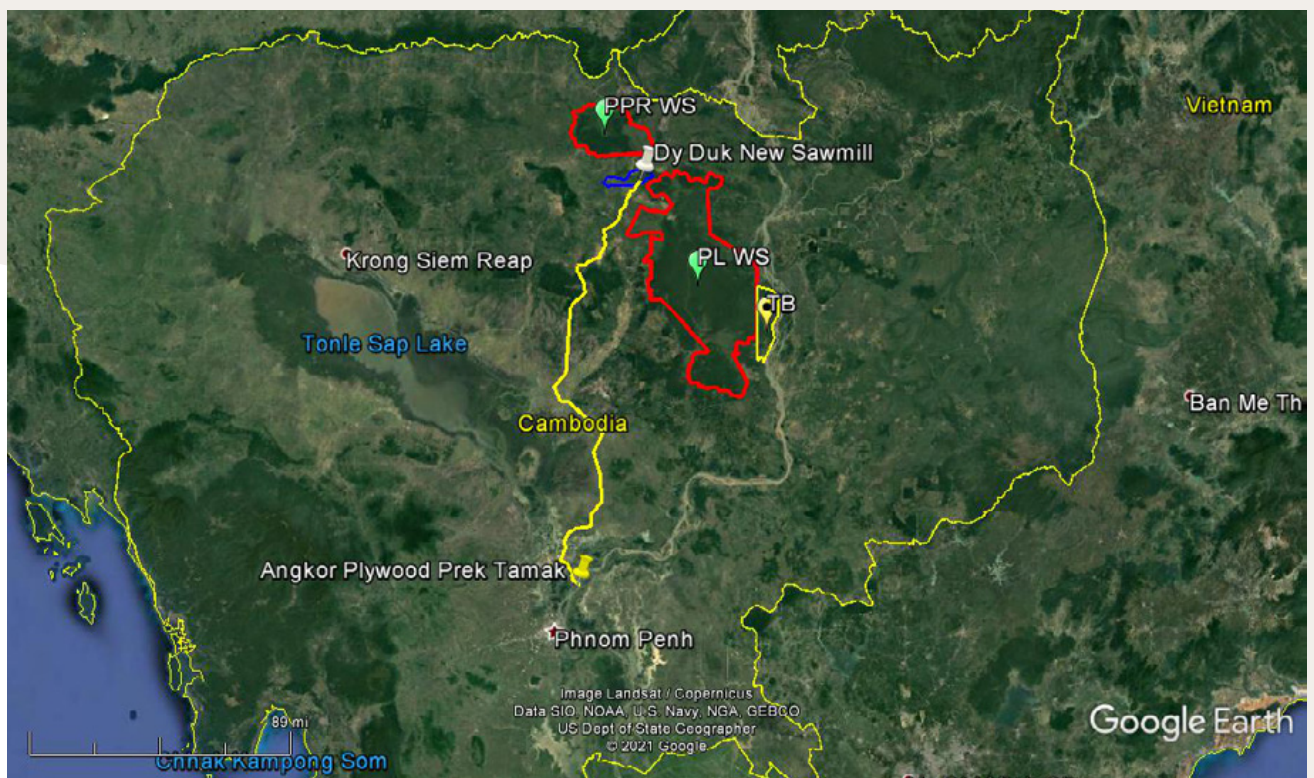 PPR WS
Vietnam
Dy Duk New Sawmill
Krong Siem Reap
PL WS
TB
Tonle Sap Lake
Ban Me Th
Cambodia
Angkor Plywood Prek Tamak
Phnom Penh
Image Landsat / Copernicus
Data SIO, NOAA, U.S. Navy, NGA, GEBCO
US Dept of State Geographer
© 2021 Google
Google Earth
89 mi
Chhak Kampong Som